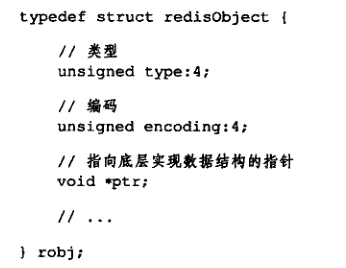 typedef struct redisObject {
// 类型
unsigned type:4;
// 编码
unsigned encoding:4;
// 指向底层实现数据结构的指针
void *ptr;
// ...
} robj;